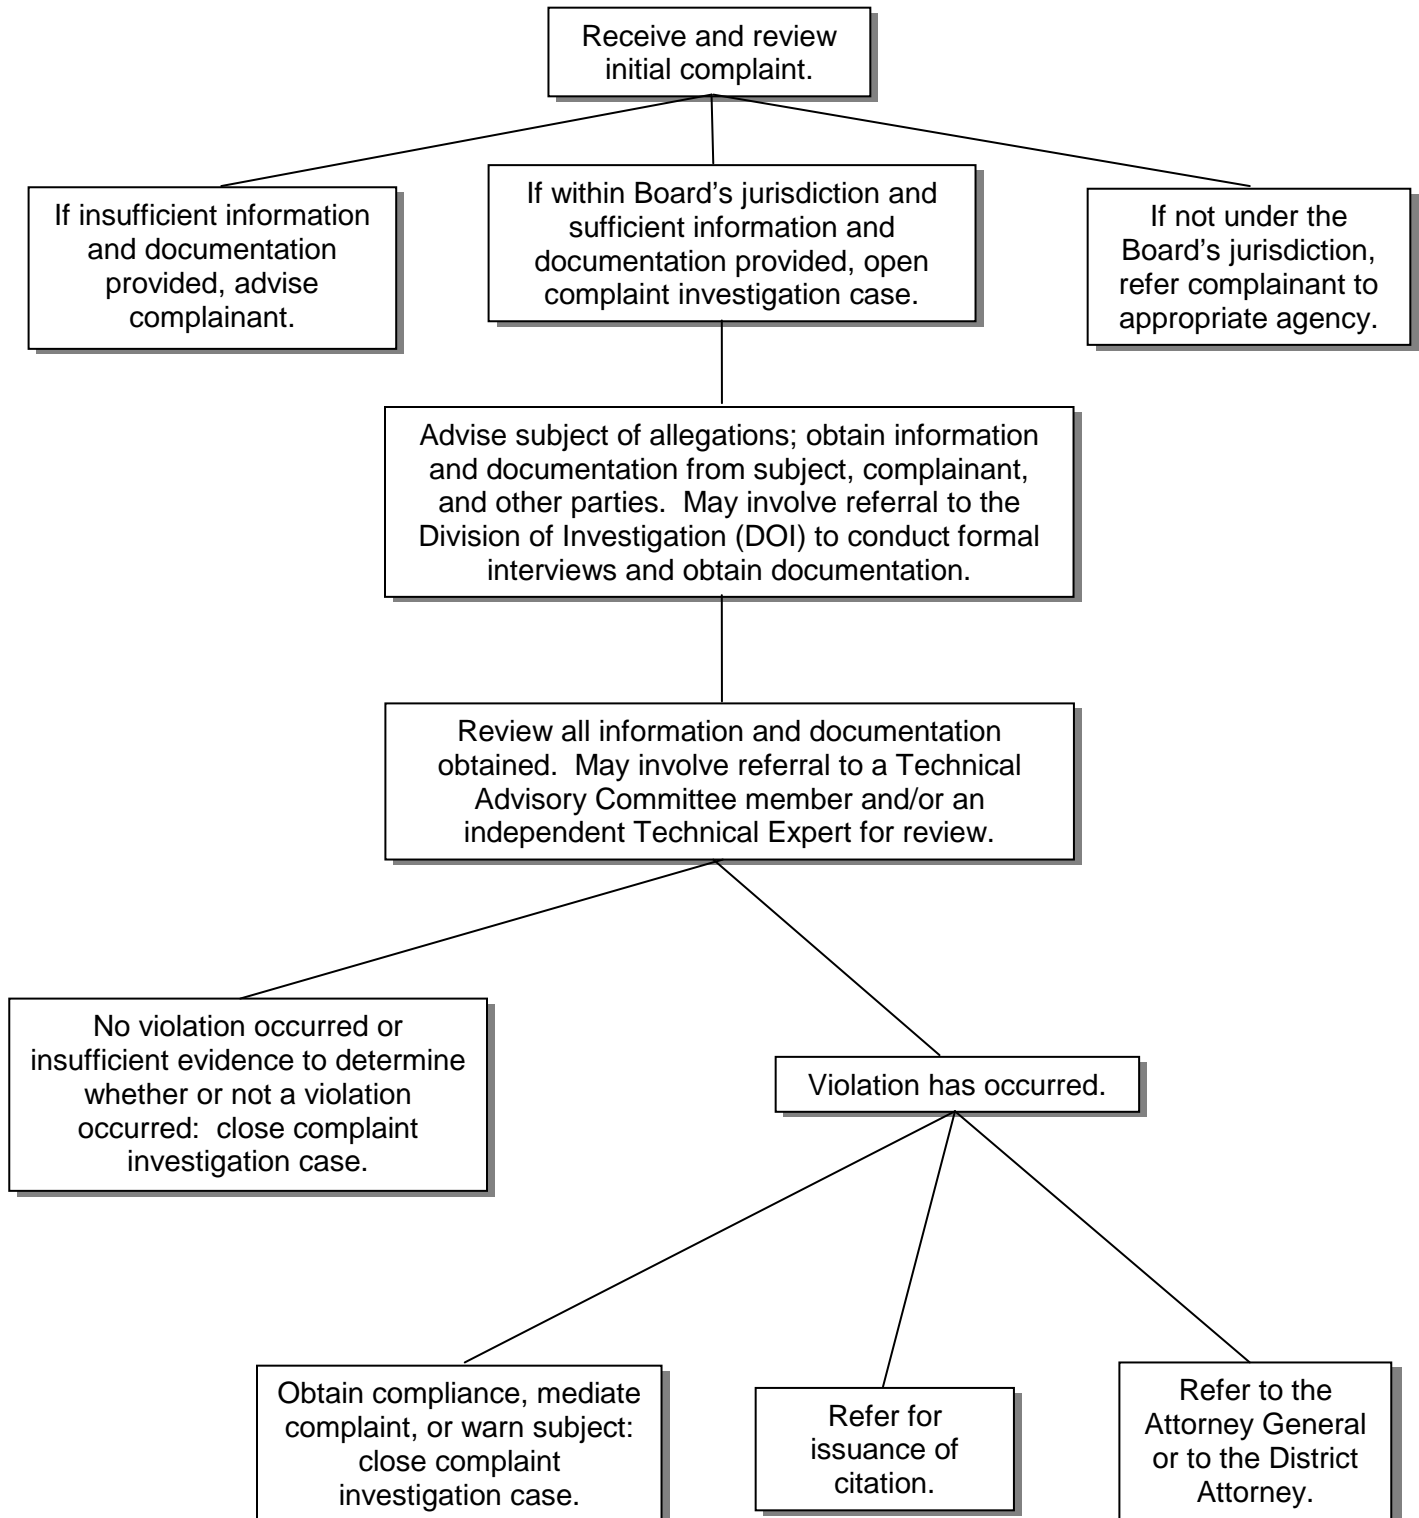 Receive and review
initial complaint.
If insufficient information
and documentation
provided, advise
complainant.
If within Board’s jurisdiction and
sufficient information and
documentation provided, open
complaint investigation case.
If not under the
Board’s jurisdiction,
refer complainant to
appropriate agency.
Advise subject of allegations; obtain information
and documentation from subject, complainant,
and other parties.  May involve referral to the
Division of Investigation (DOI) to conduct formal
interviews and obtain documentation.
Review all information and documentation
obtained.  May involve referral to a Technical
Advisory Committee member and/or an
independent Technical Expert for review.
No violation occurred or
insufficient evidence to determine
whether or not a violation
occurred:  close complaint
investigation case.
Violation has occurred.
Obtain compliance, mediate
complaint, or warn subject:
close complaint
investigation case.
Refer for
issuance of
citation.
Refer to the
Attorney General
or to the District
Attorney.